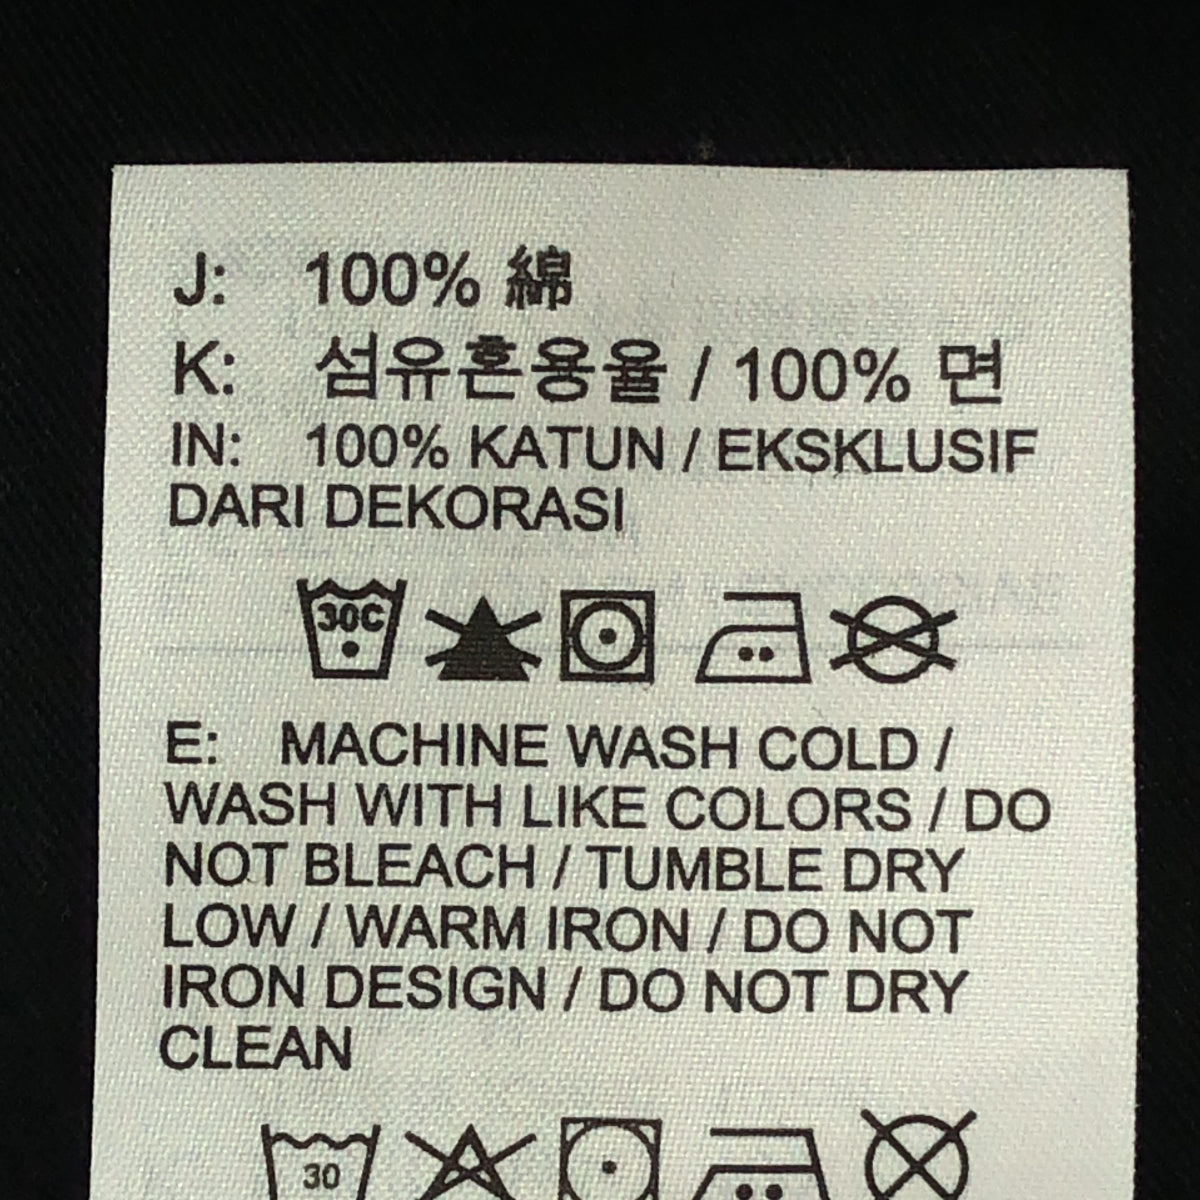 J: 100% 綿
K: 섬유혼용율 / 100% 면
IN: 100% KATUN / EKSKLUSIF
DARI DEKORASI
30C
E: MACHINE WASH COLD /
WASH WITH LIKE COLORS / DO
NOT BLEACH / TUMBLE DRY
LOW / WARM IRON / DO NOT
IRON DESIGN / DO NOT DRY
CLEAN
30